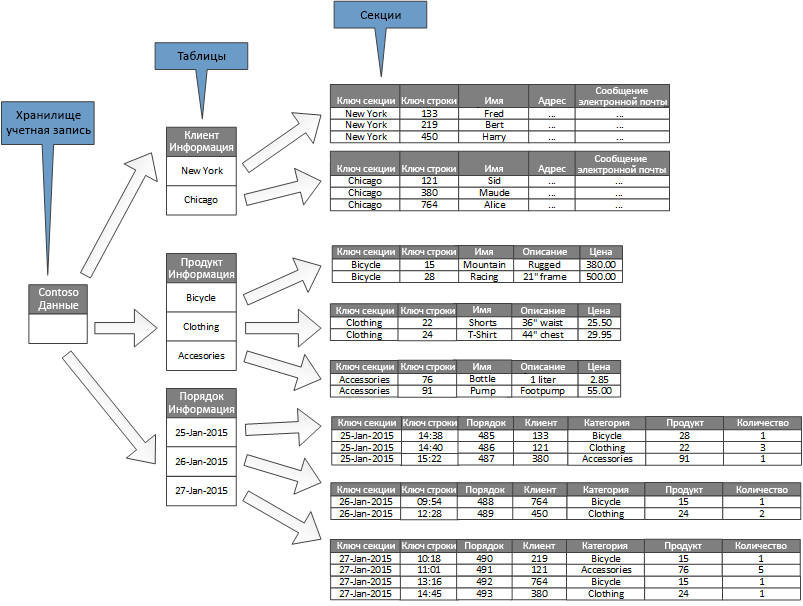 Секции
Таблицы
Хранилище
учетная запись
Contoso
Данные
Клиент
Информация
New York
Chicago
Продукт
Информация
Bicycle
Clothing
Accesories
Порядок
Информация
25-Jan-2015
26-Jan-2015
27-Jan-2015
Ключ секции Ключ строки Имя Адрес Сообщение электронной почты
New York 133 Fred ... ...
New York 219 Bert ... ...
New York 450 Harry ... ...
Ключ секции Ключ строки Имя Адрес Сообщение электронной почты
Chicago 121 Sid ... ...
Chicago 380 Maude ... ...
Chicago 764 Alice ... ...
Ключ секции Ключ строки Имя Описание Цена
Bicycle 15 Mountain Rugged 380.00
Bicycle 28 Racing 21" frame 500.00
Ключ секции Ключ строки Имя Описание Цена
Clothing 22 Shorts 36" waist 25.50
Clothing 24 T-Shirt 44" chest 29.95
Ключ секции Ключ строки Имя Описание Цена
Accessories 76 Bottle 1 liter 2.85
Accessories 91 Pump Footpump 55.00
Ключ секции Ключ строки Порядок Клиент Категория Продукт Количество
25-Jan-2015 14:38 485 133 Bicycle 28 1
25-Jan-2015 14:40 486 121 Clothing 22 3
25-Jan-2015 15:22 487 380 Accessories 91 1
Ключ секции Ключ строки Порядок Клиент Категория Продукт Количество
26-Jan-2015 09:54 488 764 Bicycle 15 1
26-Jan-2015 12:28 489 450 Clothing 24 2
Ключ секции Ключ строки Порядок Клиент Категория Продукт Количество
27-Jan-2015 10:18 490 219 Bicycle 15 1
27-Jan-2015 11:01 491 121 Accessories 76 5
27-Jan-2015 13:16 492 764 Bicycle 15 1
27-Jan-2015 14:45 493 380 Clothing 24 1